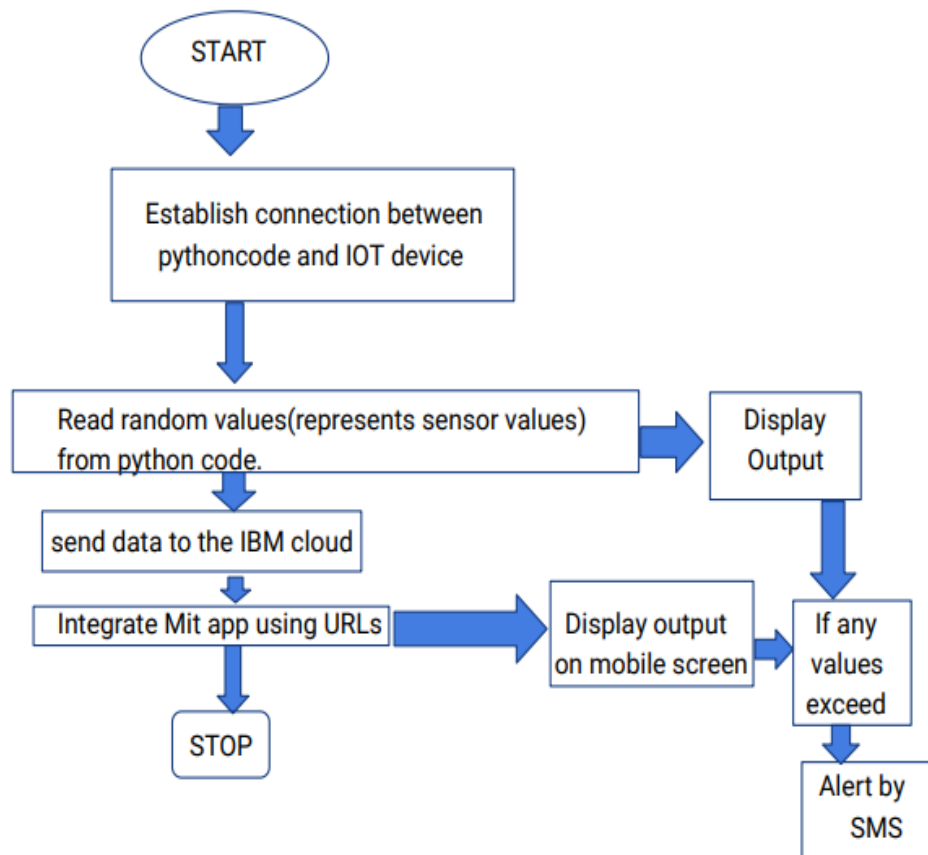 START
Establish connection between
pythoncode and IOT device
Read random values(represents sensor values)
from python code.
Display
Output
send data to the IBM cloud
Integrate Mit app using URLs
Display output
on mobile screen
If any
values
exceed
STOP
Alert by
SMS